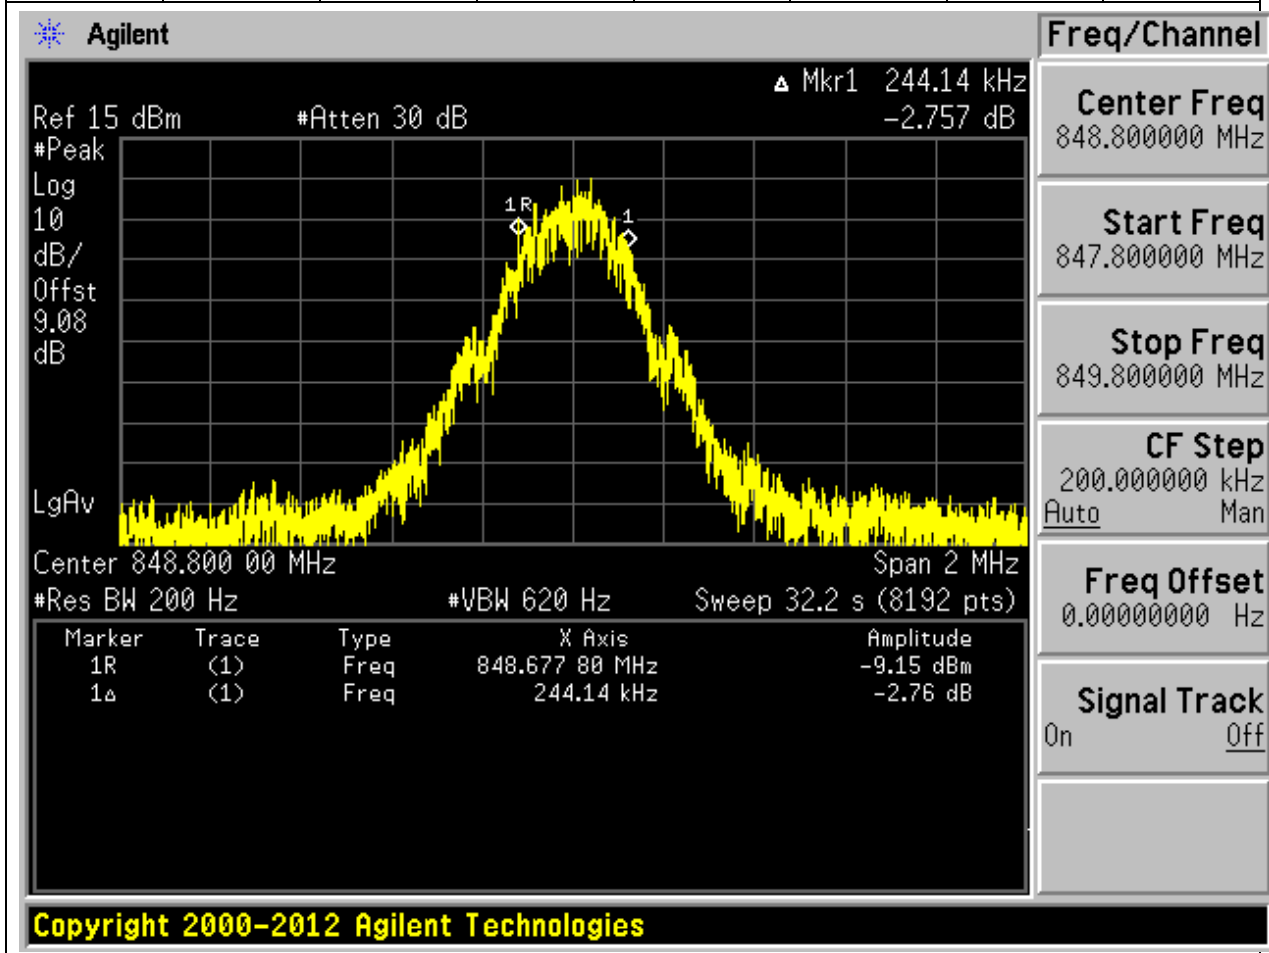 Agilent
Freq/Channel
Δ Mkr1 244.14 kHz
Ref 15 dBm #Atten 30 dB -2.757 dB
#Peak
Log
10
dB/
Offst
9.08
dB
LgAv
1R
1
Center 848.800 00 MHz Span 2 MHz
#Res BW 200 Hz #VBW 620 Hz Sweep 32.2 s (8192 pts)
Marker Trace Type X Axis Amplitude
1R (1) Freq 848.677 80 MHz -9.15 dBm
1Δ (1) Freq 244.14 kHz -2.76 dB
Center Freq
848.800000 MHz
Start Freq
847.800000 MHz
Stop Freq
849.800000 MHz
CF Step
200.000000 kHz
Auto Man
Freq Offset
0.00000000 Hz
Signal Track
On Off
Copyright 2000-2012 Agilent Technologies